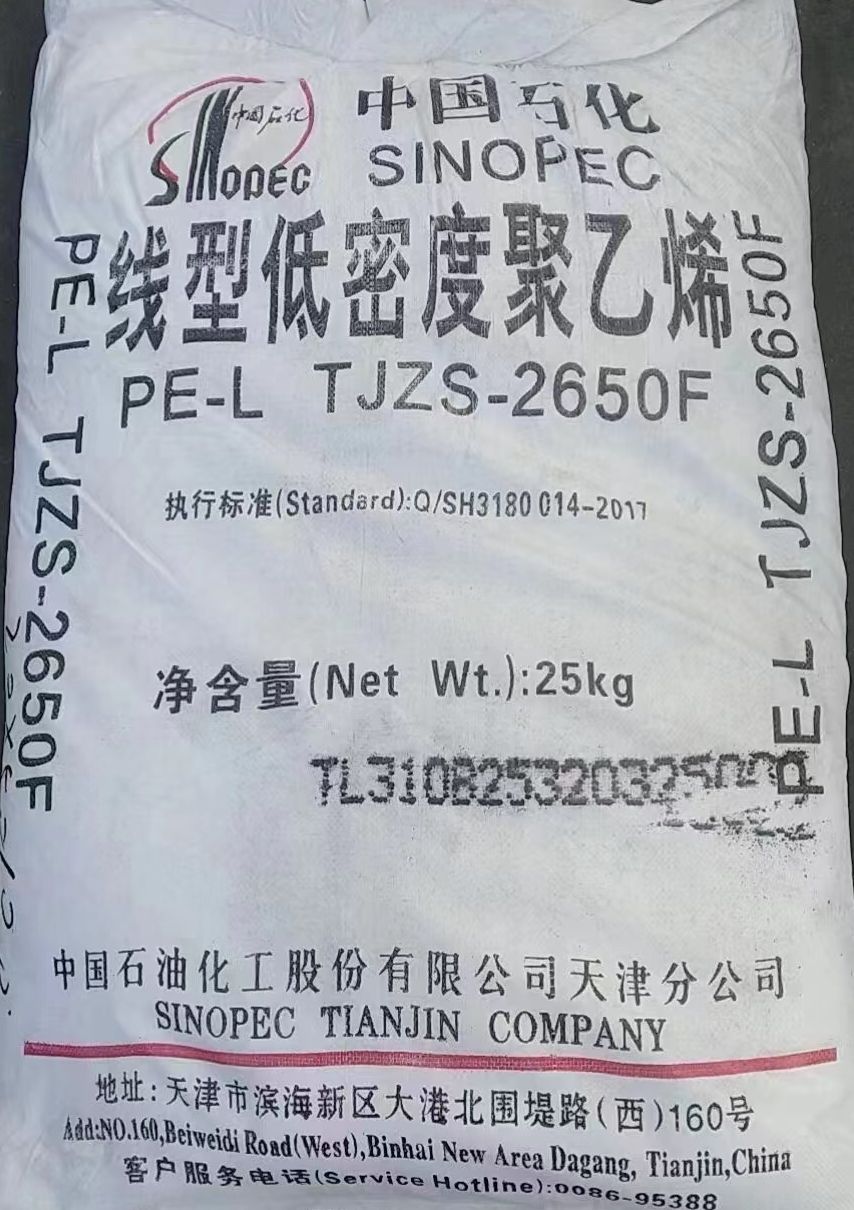 中国石化
SINOPEC
中国石化
SINOPEC
线型低密度聚乙烯
PE-L TJZS-2650F
PE-L TJZS-2650F
PE-L TJZS-2650F
执行标准(Standard):Q/SH3180 014-2017
净含量(Net Wt.):25kg
中国石油化工股份有限公司天津分公司
SINOPEC TIANJIN COMPANY
地址:天津市滨海新区大港北围堤路(西)160号
Add:NO.160,Beiweidi Road(West),Binhai New Area Dagang, Tianjin,China
客户服务电话(Service Hotline):0086-95388